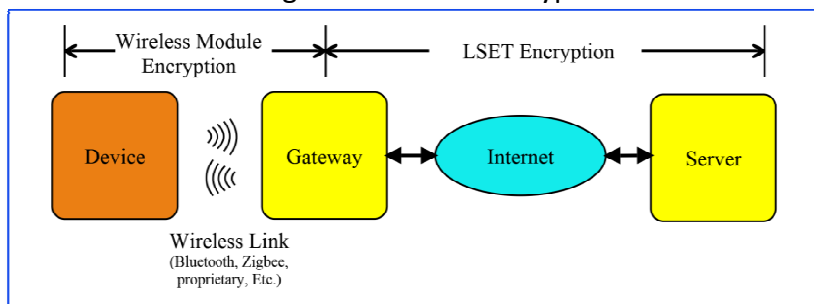 Wireless Module
Encryption
LSET Encryption
Device
Gateway
Internet
Server
Wireless Link
(Bluetooth, Zigbee,
proprietary, Etc.)